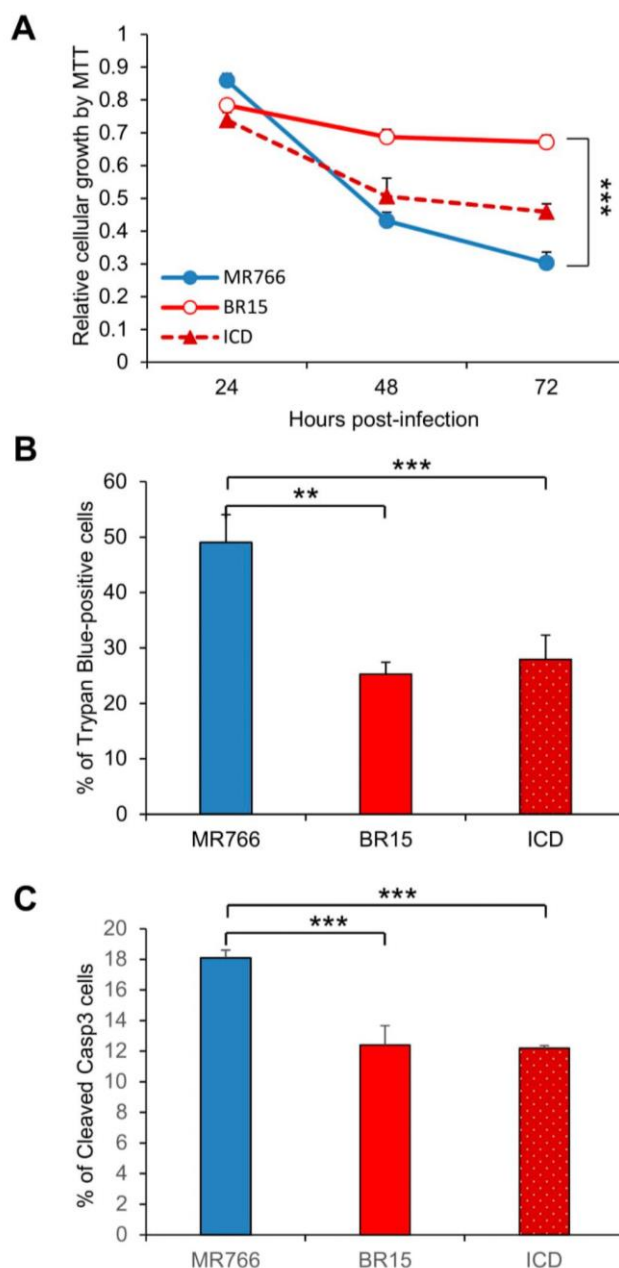 A
Relative cellular growth by MTT
1
0.9
0.8
0.7
0.6
0.5
0.4
0.3
0.2
0.1
0
MR766
BR15
ICD
***
24 48 72
Hours post-infection
B
% of Trypan Blue-positive cells
60
50
40
30
20
10
0
***
**
MR766 BR15 ICD
C
% of Cleaved Casp3 cells
20
18
16
14
12
10
8
6
4
2
0
***
***
MR766 BR15 ICD